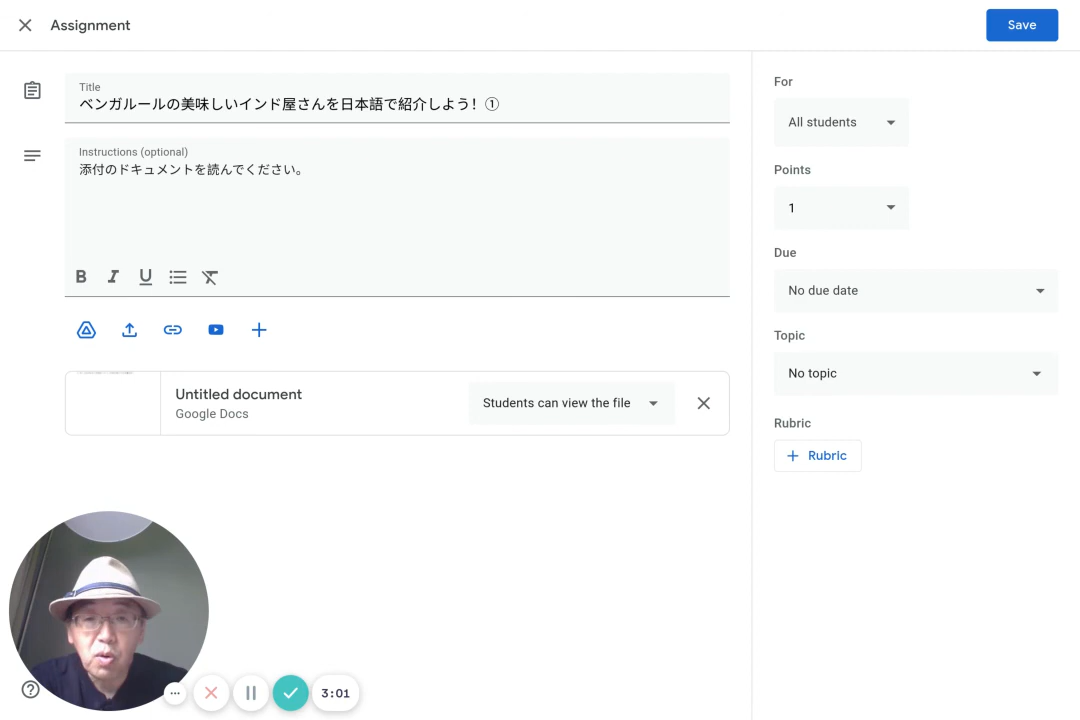 Assignment
Save
Title
ベンガルールの美味しいインド屋さんを日本語で紹介しよう！①
Instructions (optional)
添付のドキュメントを読んでください。
B I U
Untitled document
Google Docs
Students can view the file
For
All students
Points
1
Due
No due date
Topic
No topic
Rubric
+ Rubric
3:01